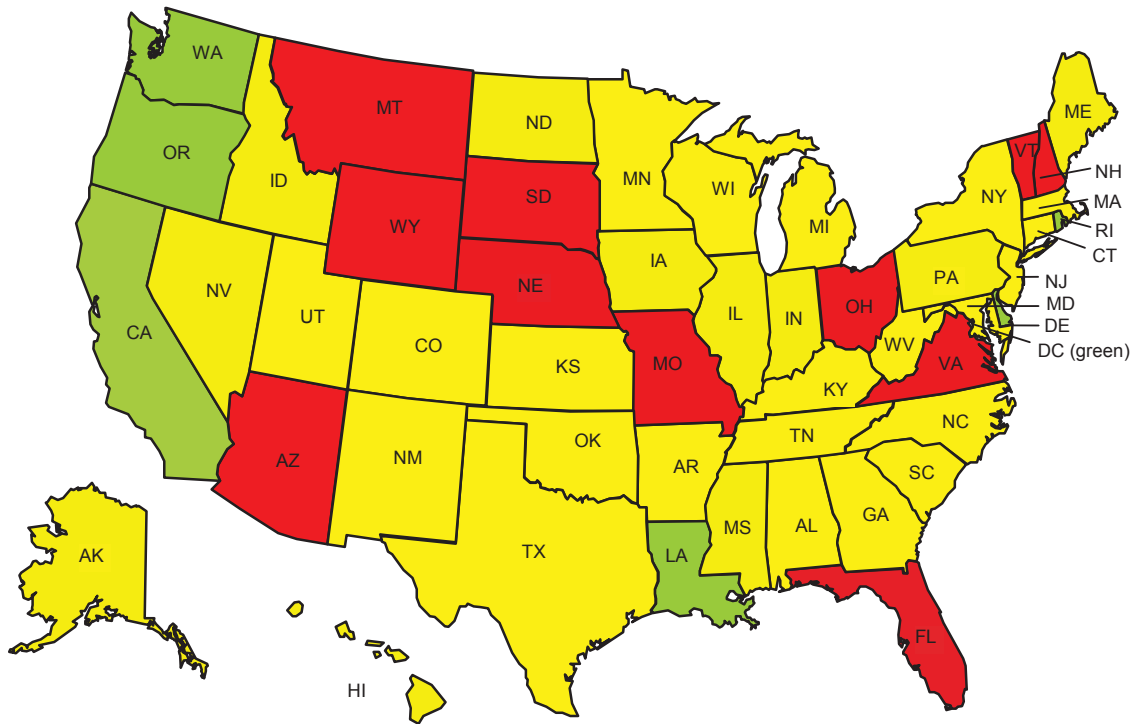 WA
MT
ME
ND
OR
VT
MN
NH
ID
WI
SD
NY
MA
WY
MI
RI
CT
IA
PA
NE
NJ
NV
OH
MD
IL
IN
UT
DE
CA
CO
WV
DC (green)
KS
MO
VA
KY
NC
TN
OK
AZ
NM
AR
SC
MS
AL
GA
TX
LA
AK
FL
HI